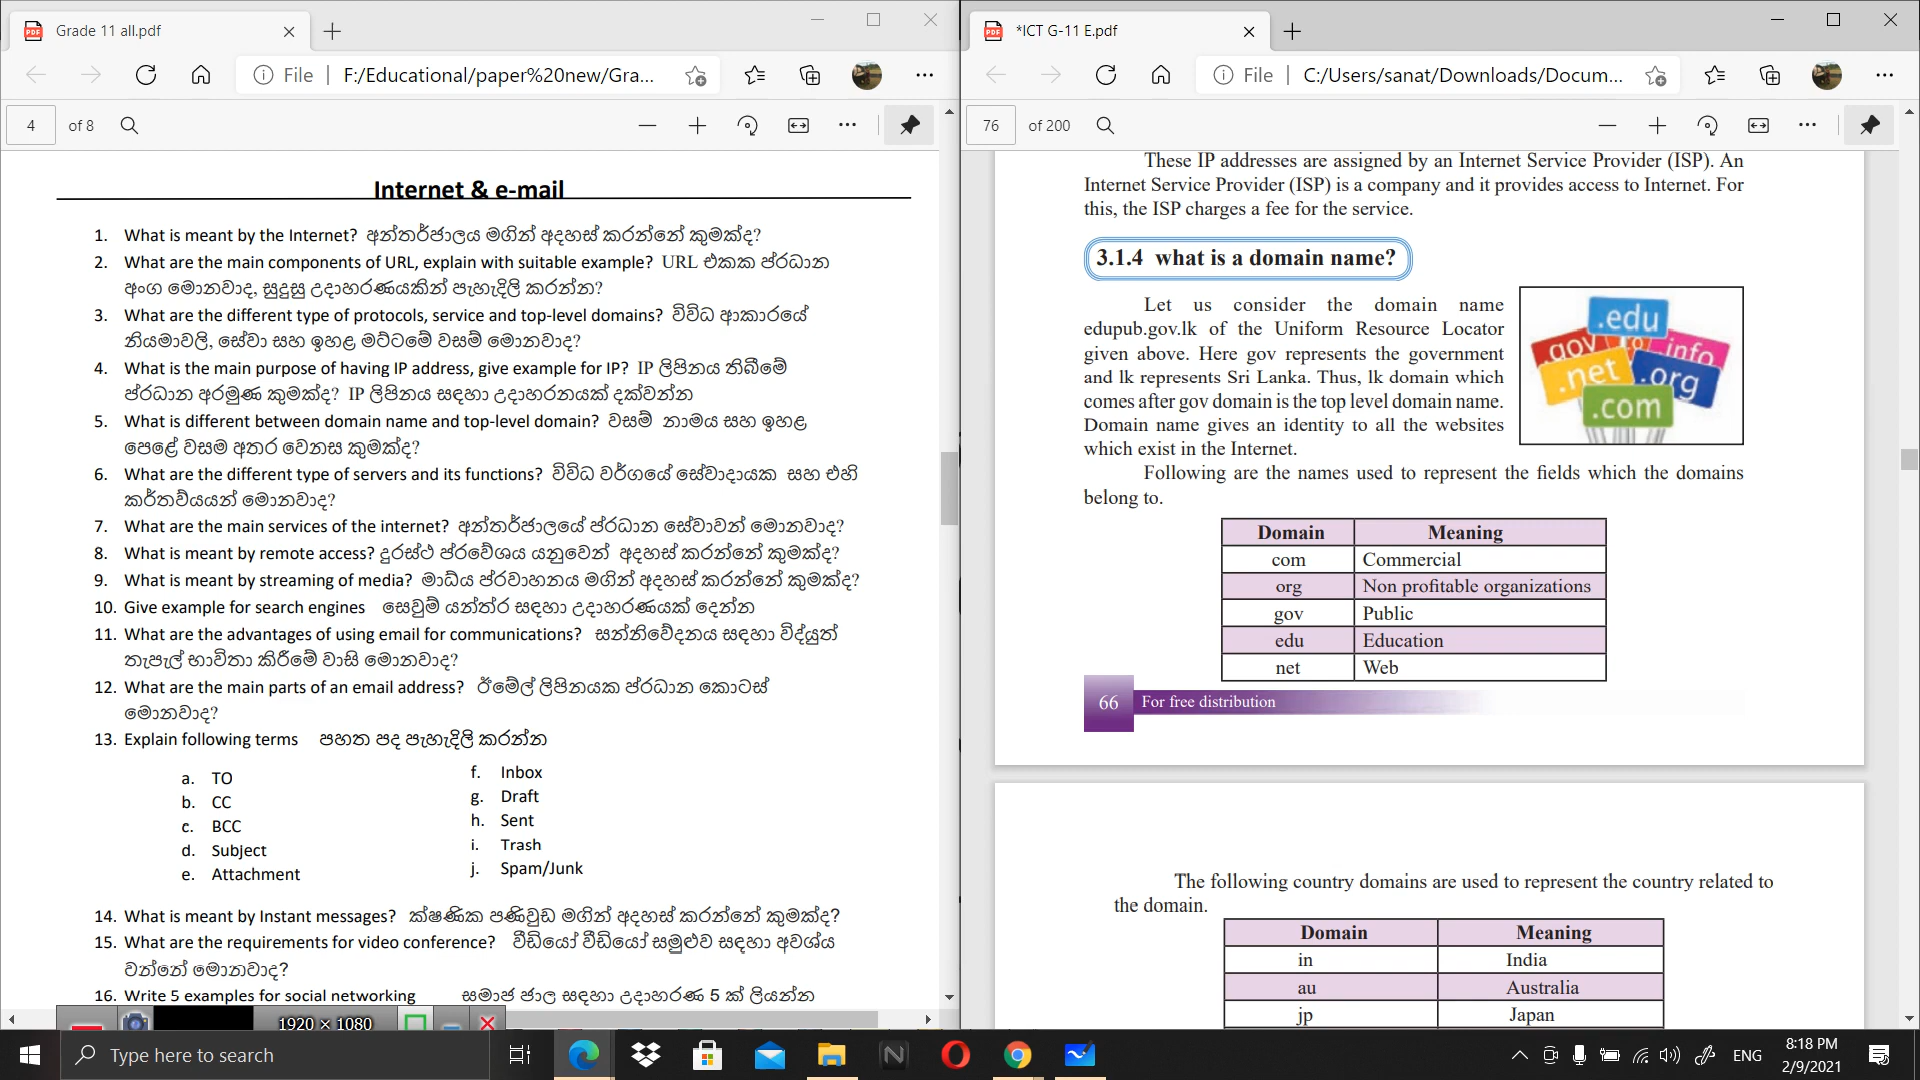 Grade 11 all.pdf
File
F:/Educational/paper%20new/Gra...
4 of 8
Internet & e-mail
1. What is meant by the Internet? අන්තර්ජාලය මගින් අදහස් කරන්නේ කුමක්ද?
2. What are the main components of URL, explain with suitable example? URL එකක ප්රධාන
අංග මොනවාද, සුදුසු උදාහරණයකින් පැහැදිලි කරන්න?
3. What are the different type of protocols, service and top-level domains? විවිධ ආකාරයේ
නියමාවලි, සේවා සහ ඉහළ මට්ටමේ වසම් මොනවාද?
4. What is the main purpose of having IP address, give example for IP? IP ලිපිනය තිබීමේ
ප්රධාන අරමුණ කුමක්ද? IP ලිපිනය සඳහා උදාහරනයක් දක්වන්න
5. What is different between domain name and top-level domain? වසම් නාමය සහ ඉහළ
පෙළේ වසම අතර වෙනස කුමක්ද?
6. What are the different type of servers and its functions? විවිධ වර්ගයේ සේවාදායක සහ එහි
කර්තව්යයන් මොනවාද?
7. What are the main services of the internet? අන්තර්ජාලයේ ප්රධාන සේවාවන් මොනවාද?
8. What is meant by remote access? දුරස්ථ ප්රවේශය යනුවෙන් අදහස් කරන්නේ කුමක්ද?
9. What is meant by streaming of media? මාධ්ය ප්රවාහනය මගින් අදහස් කරන්නේ කුමක්ද?
10. Give example for search engines සෙවුම් යන්ත්ර සඳහා උදාහරණයක් දෙන්න
11. What are the advantages of using email for communications? සන්නිවේදනය සඳහා විද්යුත්
තැපැල් භාවිතා කිරීමේ වාසි මොනවාද?
12. What are the main parts of an email address? ඊමේල් ලිපිනයක ප්රධාන කොටස්
මොනවාද?
13. Explain following terms පහත පද පැහැදිලි කරන්න
a. TO
b. CC
c. BCC
d. Subject
e. Attachment
f. Inbox
g. Draft
h. Sent
i. Trash
j. Spam/Junk
14. What is meant by Instant messages? ක්ෂණික පණිවුඩ මගින් අදහස් කරන්නේ කුමක්ද?
15. What are the requirements for video conference? වීඩියෝ වීඩියෝ සමුළුව සඳහා අවශ්ය
වන්නේ මොනවාද?
16. Write 5 examples for social networking සමාජ ජාල සඳහා උදාහරණ 5 ක් ලියන්න
1920 × 1080
*ICT G-11 E.pdf
File
C:/Users/sanat/Downloads/Docum...
76 of 200
These IP addresses are assigned by an Internet Service Provider (ISP). An
Internet Service Provider (ISP) is a company and it provides access to Internet. For
this, the ISP charges a fee for the service.
3.1.4 what is a domain name?
Let us consider the domain name
edupub.gov.lk of the Uniform Resource Locator
given above. Here gov represents the government
and lk represents Sri Lanka. Thus, lk domain which
comes after gov domain is the top level domain name.
Domain name gives an identity to all the websites
which exist in the Internet.
.edu
.gov
.info
.net
.org
.com
Following are the names used to represent the fields which the domains
belong to.
Domain Meaning
com Commercial
org Non profitable organizations
gov Public
edu Education
net Web
66 For free distribution
The following country domains are used to represent the country related to
the domain.
Domain Meaning
in India
au Australia
jp Japan
Type here to search
ENG
8:18 PM
2/9/2021